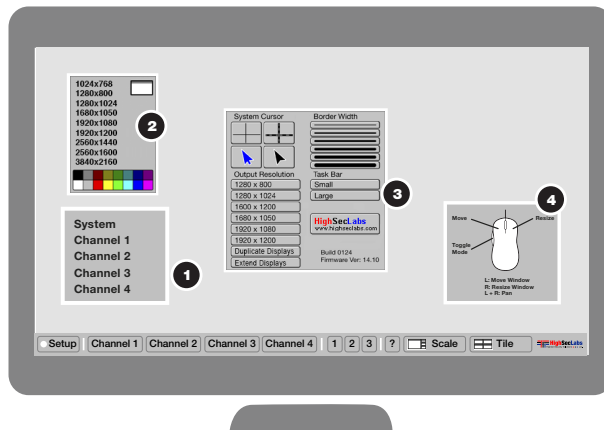 1024x768
1280x800
1280x1024
1680x1050
1920x1080
1920x1200
2560x1440
2560x1600
3840x2160
2
System
Channel 1
Channel 2
Channel 3
Channel 4
1
System Cursor
Border Width
Output Resolution
1280 x 800
1280 x 1024
1600 x 1200
1680 x 1050
1920 x 1080
1920 x 1200
Duplicate Displays
Extend Displays
Task Bar
Small
Large
HighSecLabs
www.highseclabs.com
Build 0124
Firmware Ver: 14.10
3
4
Move
Resize
Toggle
Mode
L: Move Window
R: Resize Window
L + R: Pan
Setup Channel 1 Channel 2 Channel 3 Channel 4 1 2 3 ? Scale Tile HighSecLabs